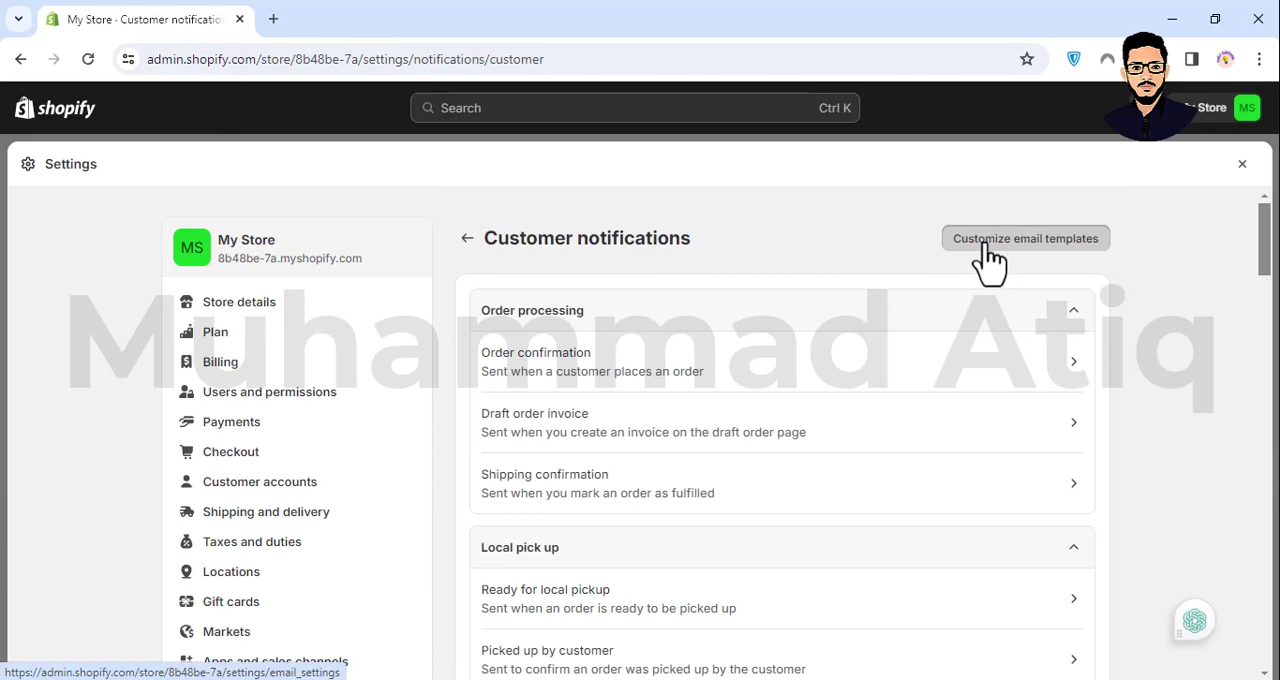 My Store · Customer notificatio
admin.shopify.com/store/8b48be-7a/settings/notifications/customer
shopify
Search
Ctrl K
Store
MS
Settings
MS
My Store
8b48be-7a.myshopify.com
Store details
Plan
Billing
Users and permissions
Payments
Checkout
Customer accounts
Shipping and delivery
Taxes and duties
Locations
Gift cards
Markets
Apps and sales channels
Customer notifications
Customize email templates
Order processing
Order confirmation
Sent when a customer places an order
Draft order invoice
Sent when you create an invoice on the draft order page
Shipping confirmation
Sent when you mark an order as fulfilled
Local pick up
Ready for local pickup
Sent when an order is ready to be picked up
Picked up by customer
Sent to confirm an order was picked up by the customer
Muhammad Atiq
https://admin.shopify.com/store/8b48be-7a/settings/email_settings